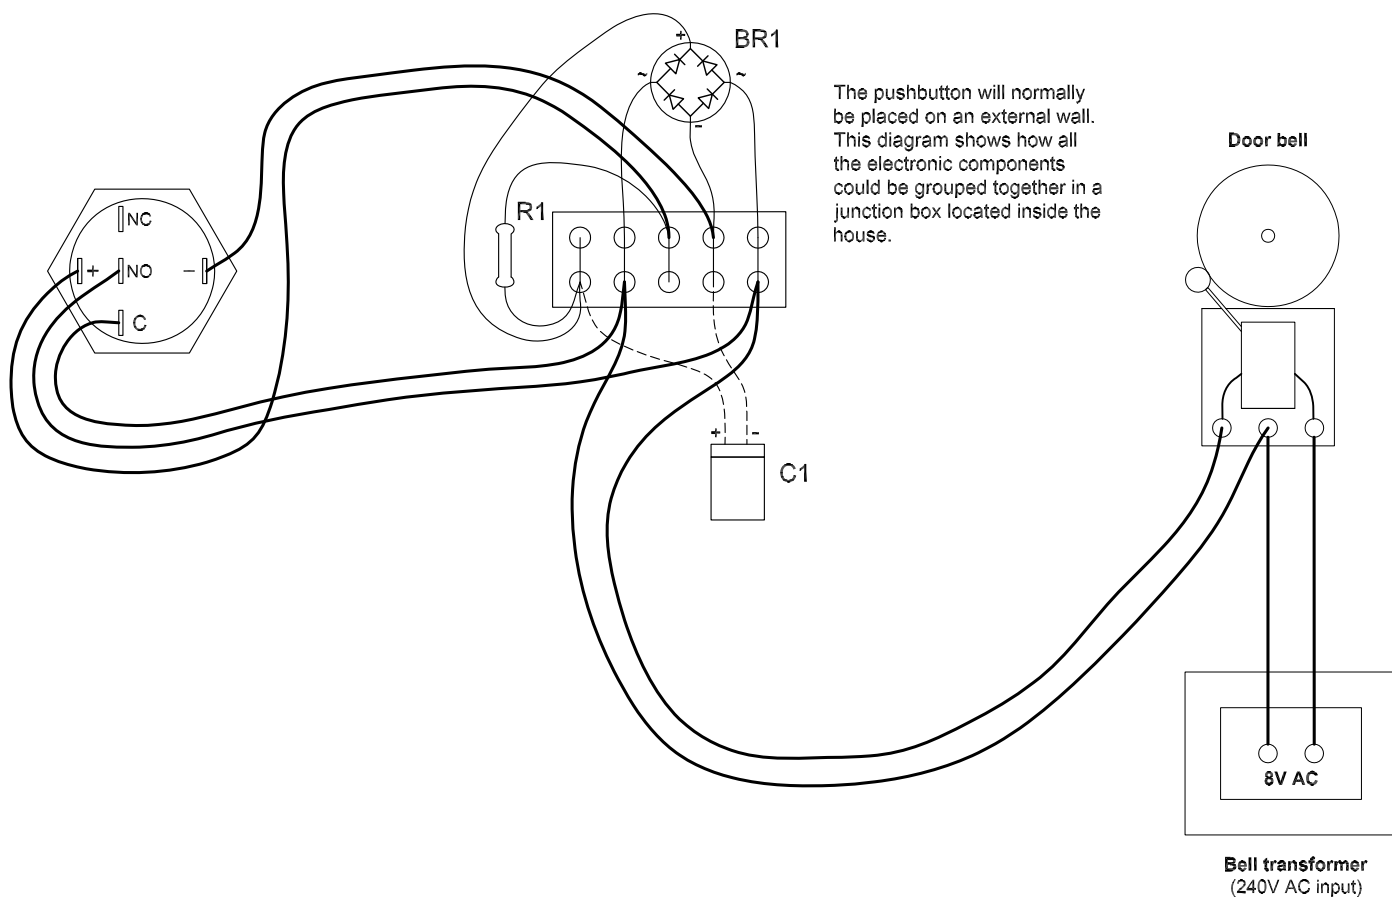 BR1
+
~
~
-
The pushbutton will normally
be placed on an external wall.
This diagram shows how all
the electronic components
could be grouped together in a
junction box located inside the
house.
Door bell
R1
NC
+
NO
-
C
+
-
C1
8V AC
Bell transformer
(240V AC input)